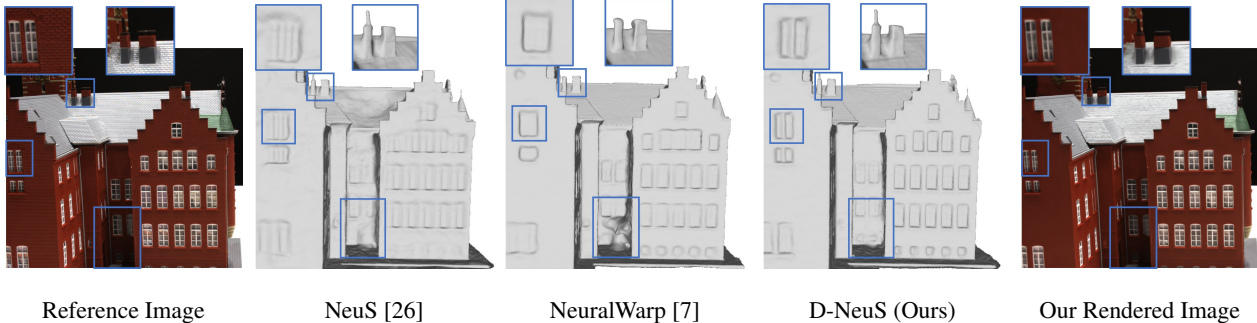 Reference Image
NeuS [26]
NeuralWarp [7]
D-NeuS (Ours)
Our Rendered Image